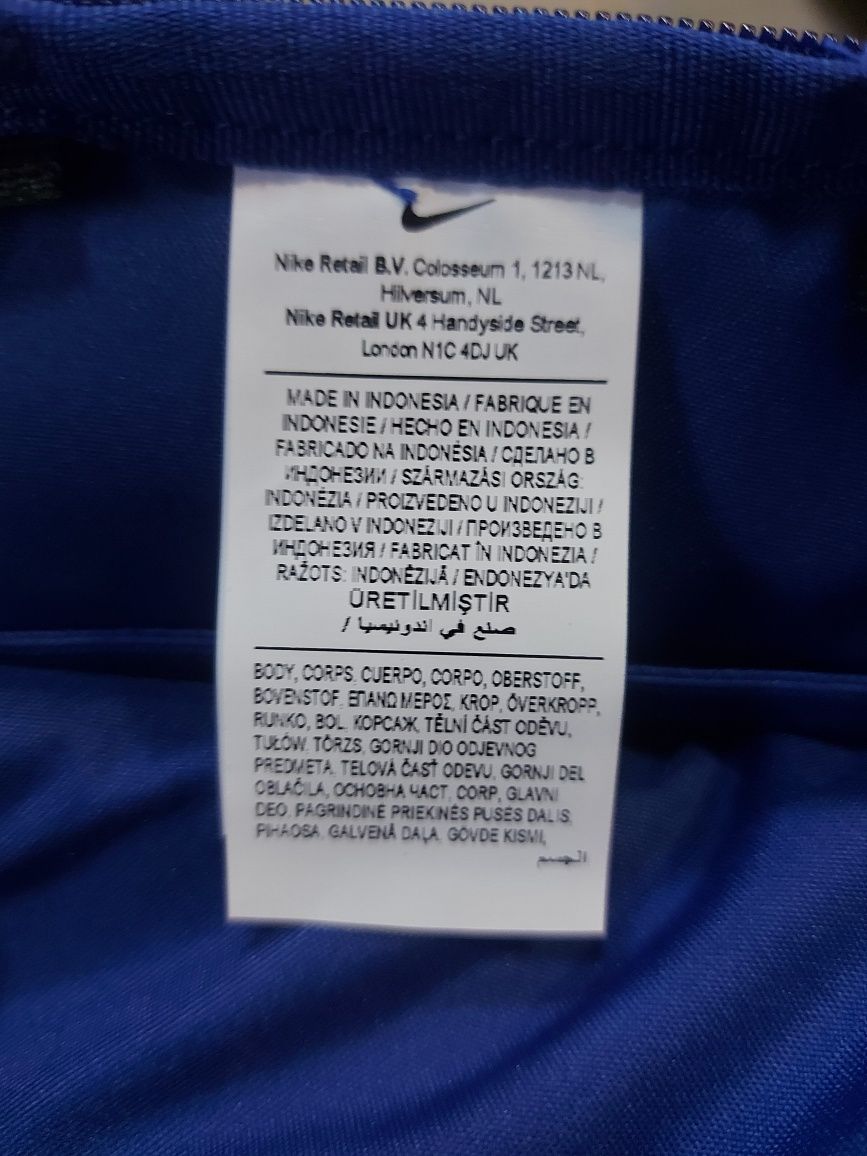 Nike Retail B.V. Colosseum 1, 1213 NL,
Hilversum, NL
Nike Retail UK 4 Handyside Street,
London N1C 4DJ UK
MADE IN INDONESIA / FABRIQUE EN
INDONESIE / HECHO EN INDONESIA /
FABRICADO NA INDONÉSIA / СДЕЛАНО В
ИНДОНЕЗИИ / SZÁRMAZÁSI ORSZÁG:
INDONÉZIA / PROIZVEDENO U INDONEZIJI /
IZDELANO V INDONEZIJI / ПРОИЗВЕДЕНО В
ИНДОНЕЗИЯ / FABRICAT ÎN INDONEZIA /
RAŽOTS: INDONĒZIJĀ / ENDONEZYA'DA
ÜRETİLMİŞTİR
صنع في اندونيسيا /
BODY, CORPS, CUERPO, CORPO, OBERSTOFF,
BOVENSTOF, ΕΠΑΝΩ ΜΕΡΟΣ, KROP, ÖVERKROPP,
RUNKO, BOL, КОРСАЖ, TĚLNÍ ČÁST ODĚVU,
TUŁÓW, TÖRZS, GORNJI DIO ODJEVNOG
PREDMETA, TELOVÁ ČASŤ ODEVU, GORNJI DEL
OBLAČILA, ОСНОВНА ЧАСТ, CORP, GLAVNI
DEO, PAGRINDINĖ PRIEKINĖS PUSĖS DALIS,
PIHAOSA, GALVENĀ DAĻA, GÖVDE KISMI,
الجسم